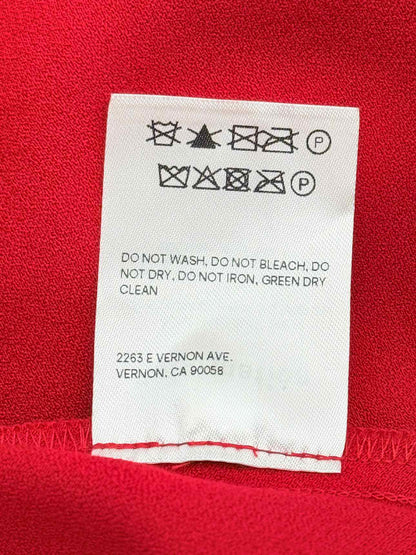 P
P
DO NOT WASH, DO NOT BLEACH, DO
NOT DRY, DO NOT IRON, GREEN DRY
CLEAN
2263 E VERNON AVE.
VERNON, CA 90058